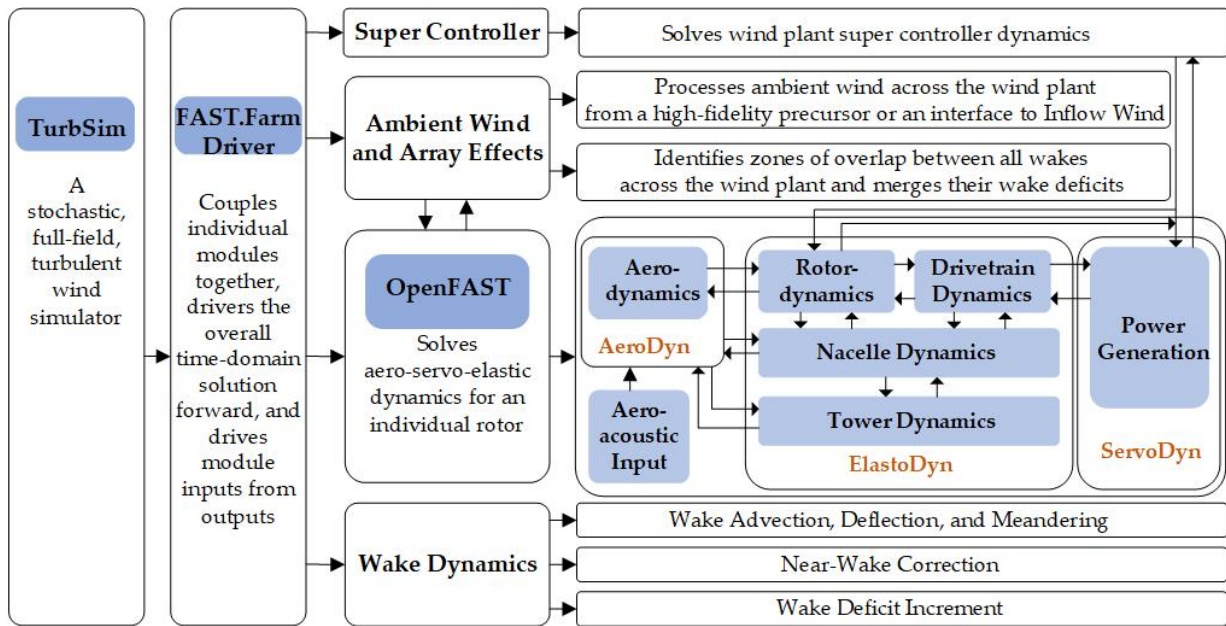 TurbSim
A
stochastic,
full-field,
turbulent
wind
simulator
FAST.Farm
Driver
Couples
individual
modules
together,
drivers the
overall
time-domain
solution
forward, and
drives
module
inputs from
outputs
Super Controller
Solves wind plant super controller dynamics
Ambient Wind
and Array Effects
Processes ambient wind across the wind plant
from a high-fidelity precursor or an interface to Inflow Wind
Identifies zones of overlap between all wakes
across the wind plant and merges their wake deficits
OpenFAST
Solves
aero-servo-elastic
dynamics for an
individual rotor
Aero-
dynamics
AeroDyn
Aero-
acoustic
Input
Rotor-
dynamics
Drivetrain
Dynamics
Nacelle Dynamics
Tower Dynamics
ElastoDyn
Power
Generation
ServoDyn
Wake Dynamics
Wake Advection, Deflection, and Meandering
Near-Wake Correction
Wake Deficit Increment